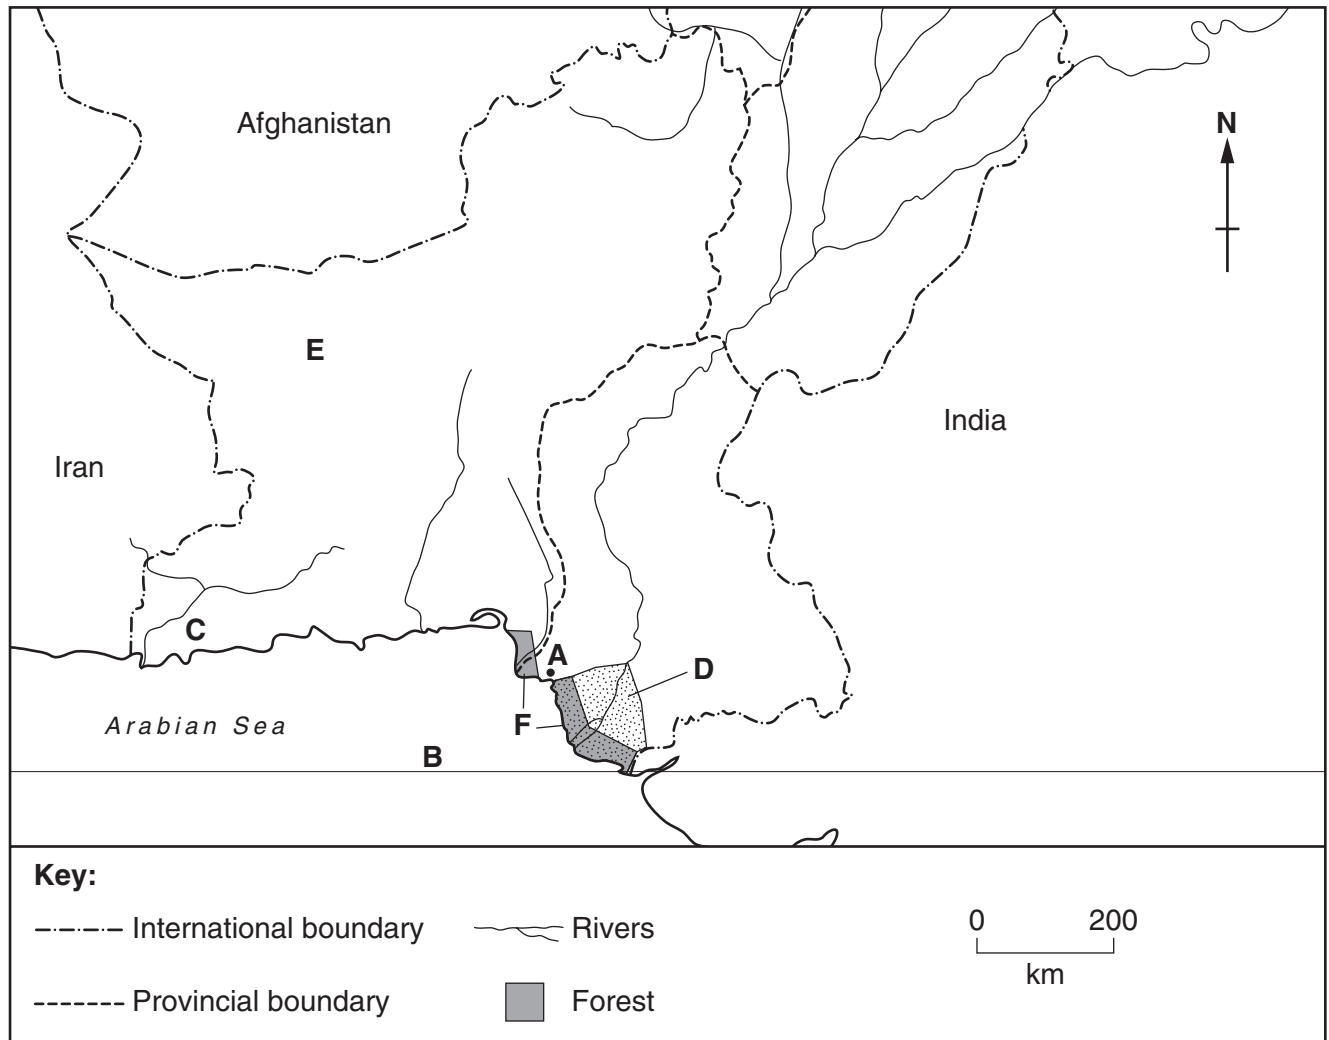 Afghanistan
N
E
India
Iran
C
A
D
F
Arabian Sea
B
Key:
International boundary
Rivers
0 200
km
Provincial boundary
Forest